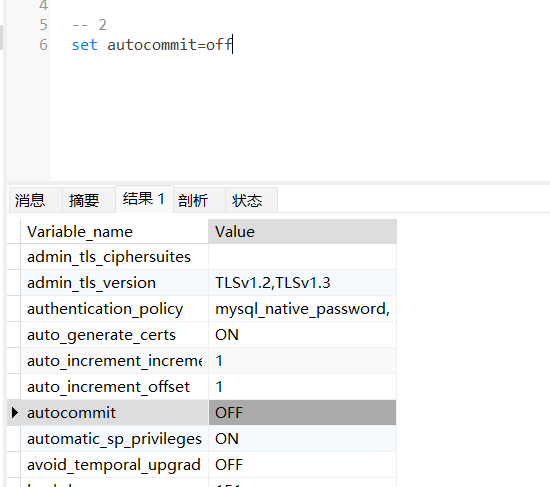 4
5 -- 2
6 set autocommit=off
消息 摘要 结果 1 剖析 状态
Variable_name Value
admin_tls_ciphersuites
admin_tls_version TLSv1.2,TLSv1.3
authentication_policy mysql_native_password,
auto_generate_certs ON
auto_increment_increme 1
auto_increment_offset 1
autocommit OFF
automatic_sp_privileges ON
avoid_temporal_upgrad OFF